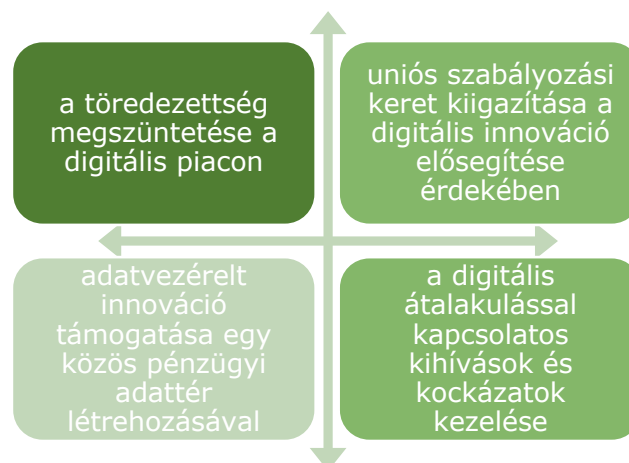 a töredezettség
megszüntetése a
digitális piacon
uniós szabályozási
keret kiigazítása a
digitális innováció
elősegítése
érdekében
adatvezérelt
innováció
támogatása egy
közös pénzügyi
adattér
létrehozásával
a digitális
átalakulással
kapcsolatos
kihívások és
kockázatok
kezelése